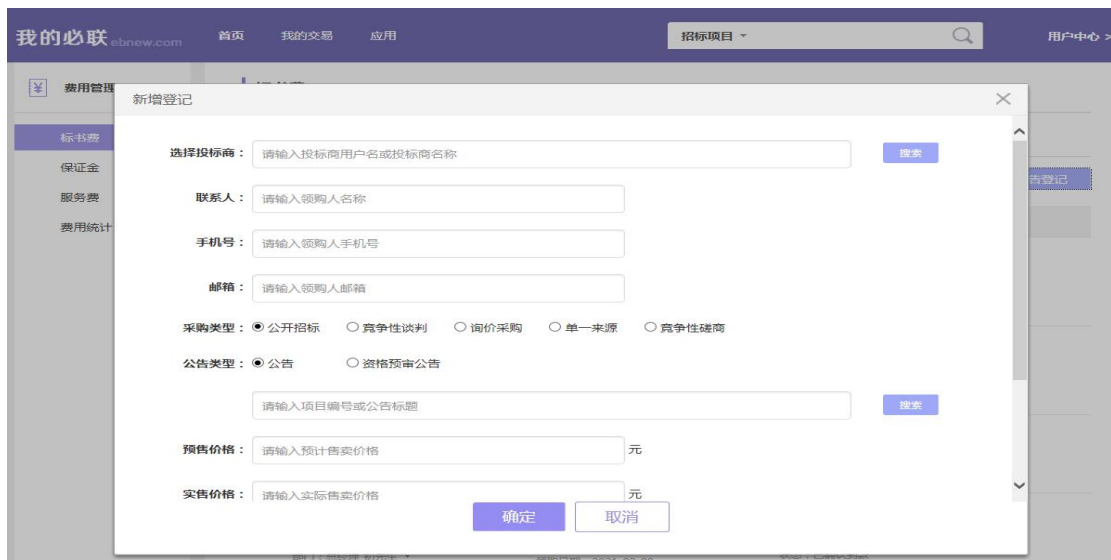 我的必联 ebnew.com 首页 我的交易 应用 招标项目 用户中心 >
费用管理
新增登记
标书费
选择投标商： 请输入投标商用户名或投标商名称 搜索
保证金
告登记
服务费
联系人： 请输入领购人名称
费用统计
手机号： 请输入领购人手机号
邮箱： 请输入领购人邮箱
采购类型： 公开招标 竞争性谈判 询价采购 单一来源 竞争性磋商
公告类型： 公告 资格预审公告
请输入项目编号或公告标题 搜索
预售价格： 请输入预计售卖价格 元
实售价格： 请输入实际售卖价格 元
确定 取消